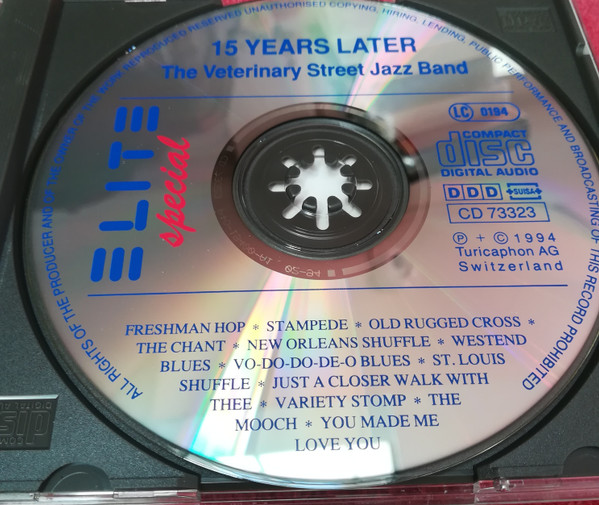 15 YEARS LATER
The Veterinary Street Jazz Band
ELITE
special
LC 0184
COMPACT
disc
DIGITAL AUDIO
DDD SUISA
CD 73323
℗ + © 1994
Turicaphon AG
Switzerland
FRESHMAN HOP * STAMPEDE * OLD RUGGED CROSS *
THE CHANT * NEW ORLEANS SHUFFLE * WESTEND
BLUES * VO-DO-DO-DE-O BLUES * ST. LOUIS
SHUFFLE * JUST A CLOSER WALK WITH
THEE * VARIETY STOMP * THE
MOOCH * YOU MADE ME
LOVE YOU
ALL RIGHTS OF THE PRODUCER AND OF THE OWNER OF THE WORK REPRODUCED RESERVED UNAUTHORISED COPYING, HIRING, LENDING, PUBLIC PERFORMANCE AND BROADCASTING OF THIS RECORD PROHIBITED